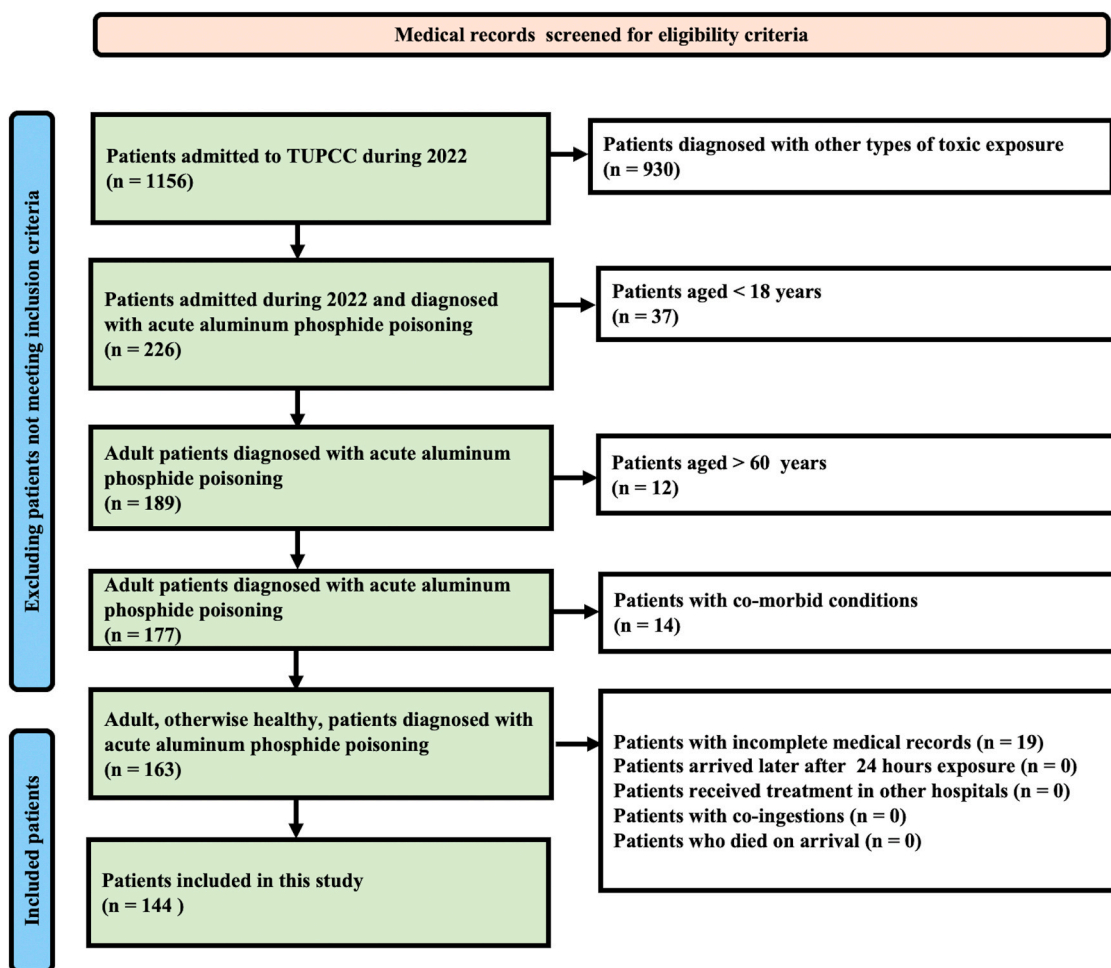 Medical records screened for eligibility criteria
Excluding patients not meeting inclusion criteria
Patients admitted to TUPCC during 2022
(n = 1156)
Patients diagnosed with other types of toxic exposure
(n = 930)
Patients admitted during 2022 and diagnosed
with acute aluminum phosphide poisoning
(n = 226)
Patients aged < 18 years
(n = 37)
Adult patients diagnosed with acute aluminum
phosphide poisoning
(n = 189)
Patients aged > 60 years
(n = 12)
Adult patients diagnosed with acute aluminum
phosphide poisoning
(n = 177)
Patients with co-morbid conditions
(n = 14)
Adult, otherwise healthy, patients diagnosed with
acute aluminum phosphide poisoning
(n = 163)
Patients with incomplete medical records (n = 19)
Patients arrived later after 24 hours exposure (n = 0)
Patients received treatment in other hospitals (n = 0)
Patients with co-ingestions (n = 0)
Patients who died on arrival (n = 0)
Included patients
Patients included in this study
(n = 144 )